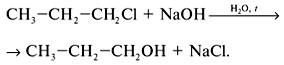 CH₃−CH₂−CH₂Cl + NaOH —H₂O, t→
→ CH₃−CH₂−CH₂OH + NaCl.